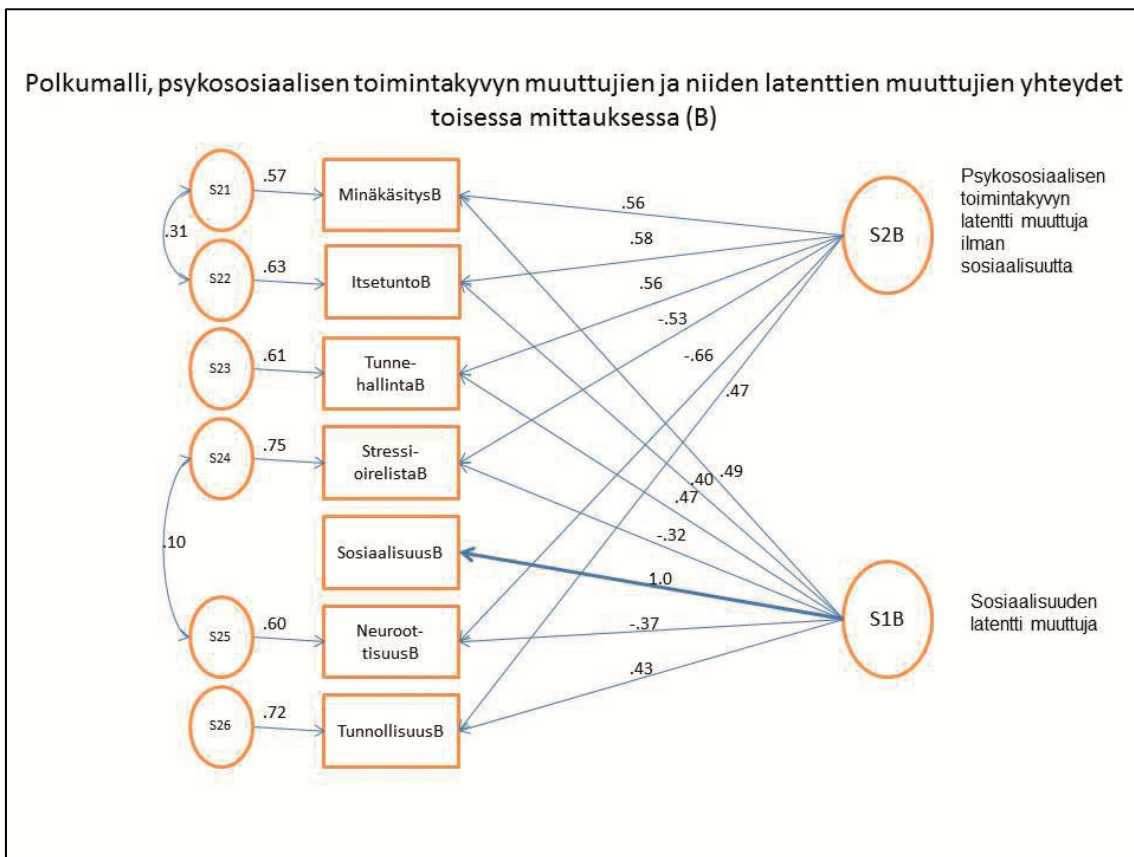 Polkumalli, psykososiaalisen toimintakyvyn muuttujien ja niiden latenttien muuttujien yhteydet
toisessa mittauksessa (B)
S21
.57
MinäkäsitysB
.31
S22
.63
ItsetuntoB
S23
.61
Tunne-
hallintaB
S24
.75
Stressi-
oirelistaB
.10
SosiaalisuusB
S25
.60
Neuroot-
tisuusB
S26
.72
TunnollisuusB
.56
.58
.56
-.53
-.66
.47
.49
.40
.47
-.32
1.0
-.37
.43
S2B
Psykososiaalisen
toimintakyvyn
latentti muuttuja
ilman
sosiaalisuutta
S1B
Sosiaalisuuden
latentti muuttuja